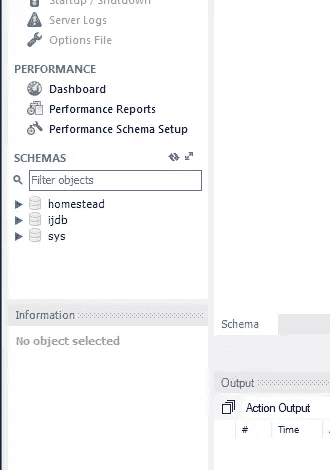 Startup / Shutdown
Server Logs
Options File
PERFORMANCE
Dashboard
Performance Reports
Performance Schema Setup
SCHEMAS
Filter objects
homestead
ijdb
sys
Information
No object selected
Schema
Output
Action Output
# Time